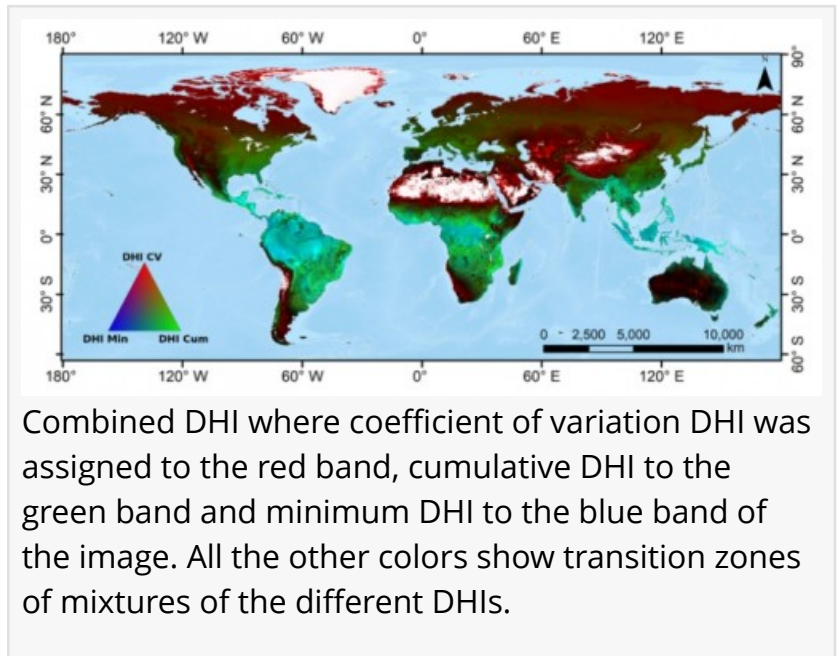 180° 120° W 60° W 0° 60° E 120° E
90°
N
60° N 60° N
30° N 30° N
0° 0°
30° S 30° S
60° S
DHI CV
DHI Min DHI Cum
0 - 2,500 5,000 10,000
km
180° 120° W 60° W 0° 60° E 120° E
Combined DHI where coefficient of variation DHI was
assigned to the red band, cumulative DHI to the
green band and minimum DHI to the blue band of
the image. All the other colors show transition zones
of mixtures of the different DHIs.